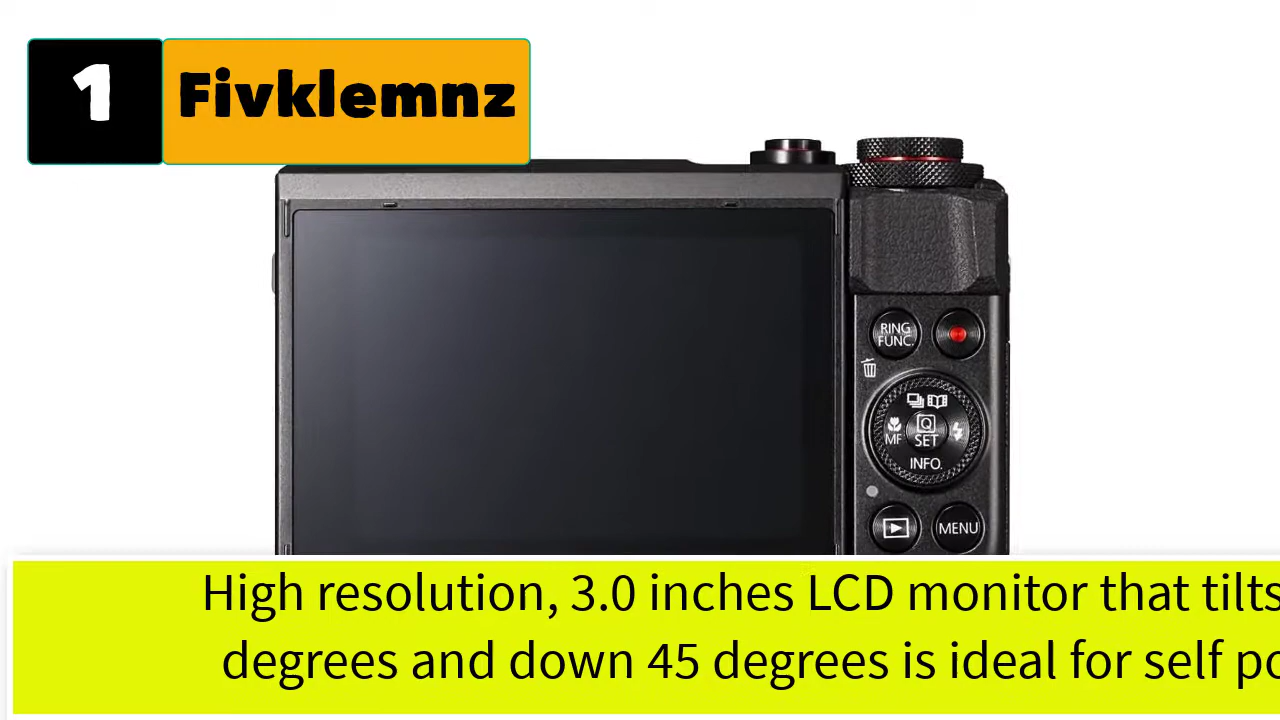 1 Fivklemnz
RING
FUNC.
MF
Q
SET
INFO.
MENU
High resolution, 3.0 inches LCD monitor that tilts
degrees and down 45 degrees is ideal for self